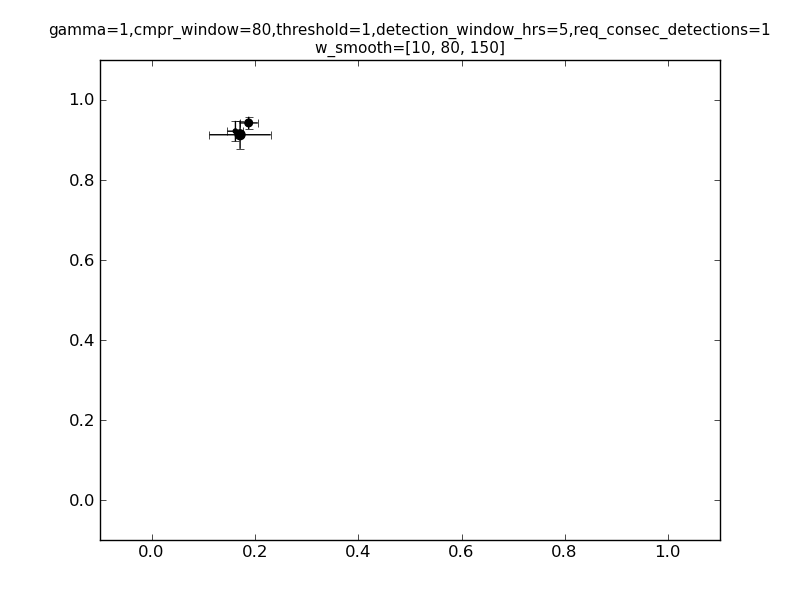 gamma=1,cmpr_window=80,threshold=1,detection_window_hrs=5,req_consec_detections=1
w_smooth=[10, 80, 150]
1.0
0.8
0.6
0.4
0.2
0.0
0.0 0.2 0.4 0.6 0.8 1.0